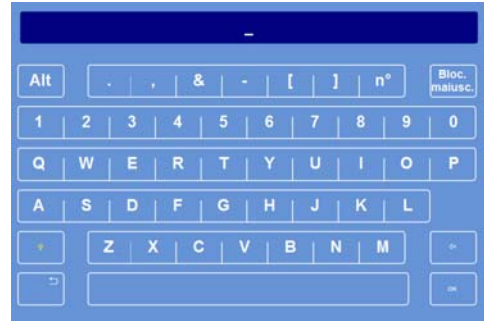 _
Alt . , & - [ ] n° Bloc. maiusc.
1 2 3 4 5 6 7 8 9 0
Q W E R T Y U I O P
A S D F G H J K L
Z X C V B N M
OK